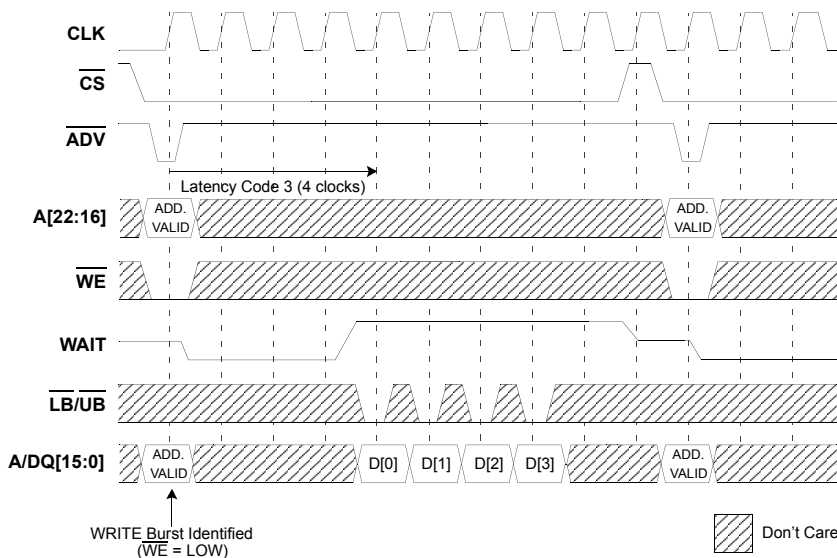 CLK
CS
ADV
Latency Code 3 (4 clocks)
A[22:16]
ADD.
VALID
ADD.
VALID
WE
WAIT
LB/UB
A/DQ[15:0]
ADD.
VALID
D[0]
D[1]
D[2]
D[3]
ADD.
VALID
WRITE Burst Identified
(WE = LOW)
Don't Care